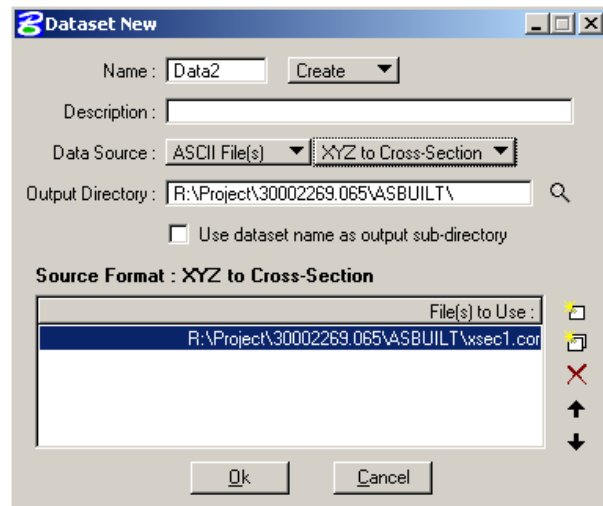 Dataset New
Name : Data2 Create
Description :
Data Source : ASCII File(s) XYZ to Cross-Section
Output Directory : R:\Project\30002269.065\ASBUILT\
Use dataset name as output sub-directory
Source Format : XYZ to Cross-Section
File(s) to Use :
R:\Project\30002269.065\ASBUILT\xsec1.cor
Ok Cancel